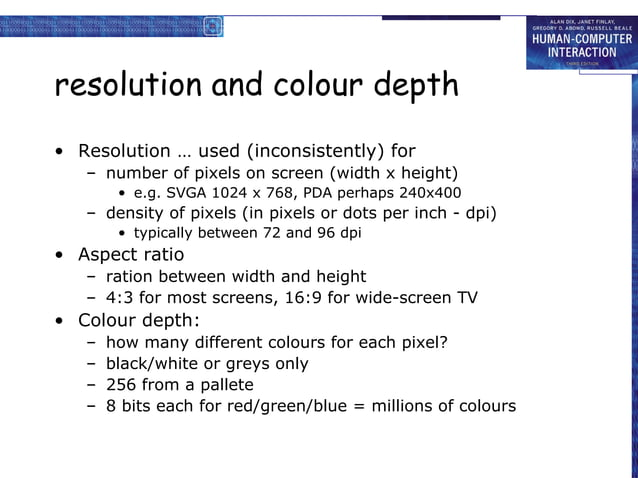 ALAN DIX, JANET FINLAY,
GREGORY D. ABOWD, RUSSELL BEALE
HUMAN-COMPUTER
INTERACTION
THIRD EDITION
resolution and colour depth
• Resolution … used (inconsistently) for
– number of pixels on screen (width x height)
• e.g. SVGA 1024 x 768, PDA perhaps 240x400
– density of pixels (in pixels or dots per inch - dpi)
• typically between 72 and 96 dpi
• Aspect ratio
– ration between width and height
– 4:3 for most screens, 16:9 for wide-screen TV
• Colour depth:
– how many different colours for each pixel?
– black/white or greys only
– 256 from a pallete
– 8 bits each for red/green/blue = millions of colours